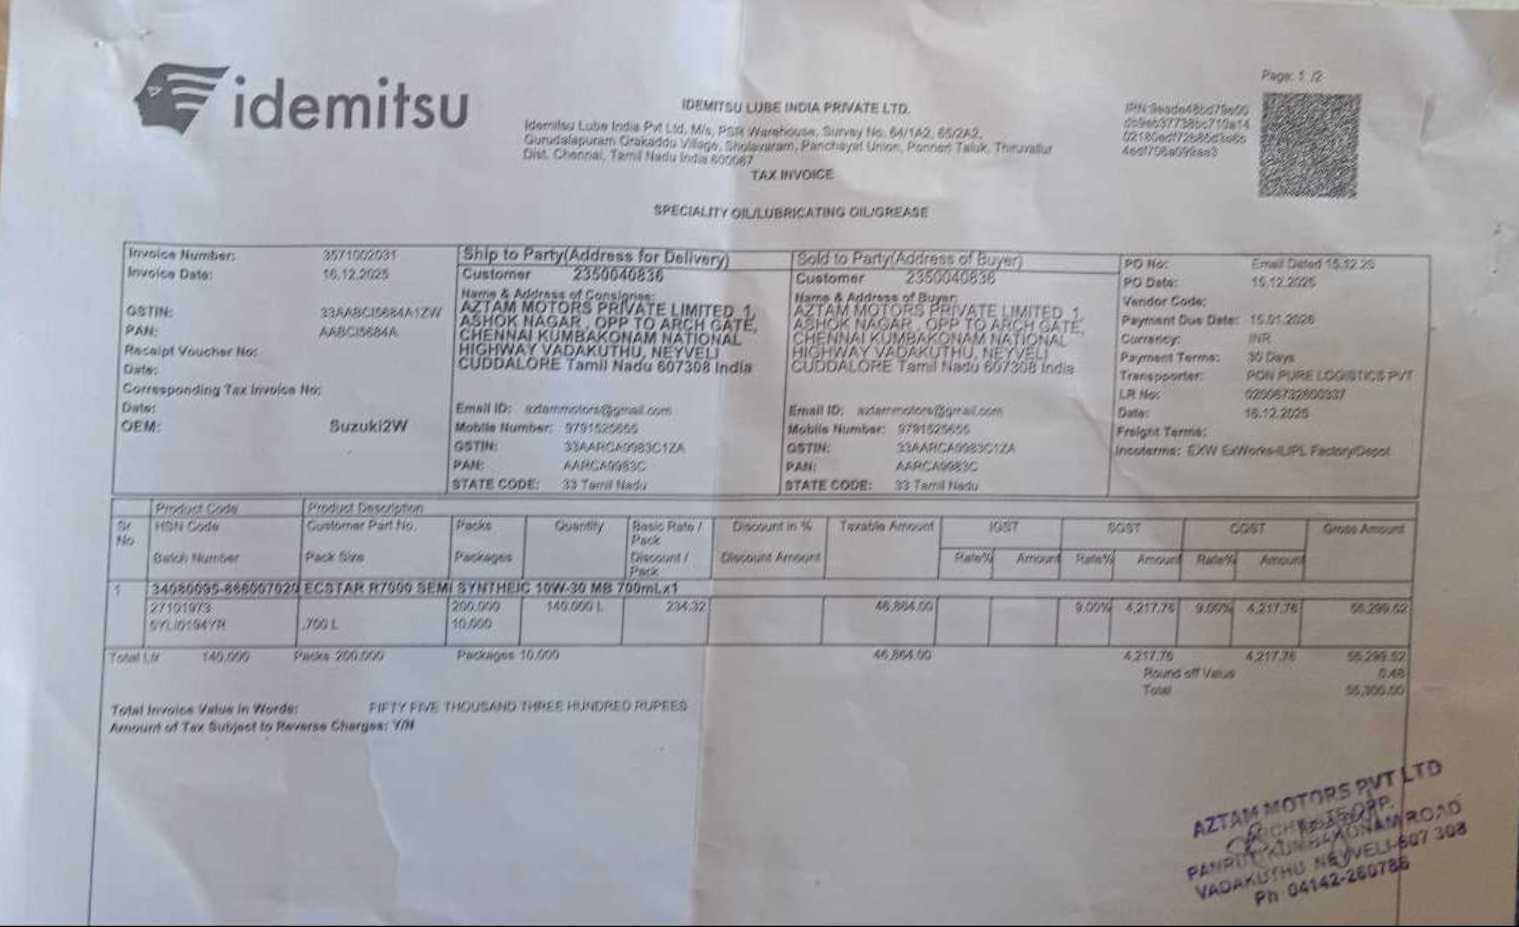 Page: 1 /2
idemitsu
IDEMITSU LUBE INDIA PRIVATE LTD.
Idemitsu Lube India Pvt Ltd, M/s, PSR Warehouse, Survey No. 64/1A2, 65/2A2,
Gurudalapuram Orakaddu Village, Sholavaram, Panchayat Union, Ponneri Taluk, Thiruvallur
Dist. Chennai, Tamil Nadu India 600067
TAX INVOICE
SPECIALITY OIL/LUBRICATING OIL/GREASE
Invoice Number: 3571002031
Invoice Date: 16.12.2025
GSTIN: 33AABCI5684A1ZW
PAN: AABCI5684A
Receipt Voucher No:
Date:
Corresponding Tax Invoice No:
Date:
OEM: Suzuki2W
Ship to Party(Address for Delivery)
Customer 2350040836
Name & Address of Consignee:
AZTAM MOTORS PRIVATE LIMITED 1,
ASHOK NAGAR , OPP TO ARCH GATE,
CHENNAI KUMBAKONAM NATIONAL
HIGHWAY VADAKUTHU, NEYVELI
CUDDALORE Tamil Nadu 607308 India
Email ID: aztammotors@gmail.com
Mobile Number: 9791525655
GSTIN: 33AARCA9983C1ZA
PAN: AARCA9983C
STATE CODE: 33 Tamil Nadu
Sold to Party(Address of Buyer)
Customer 2350040836
Name & Address of Buyer:
AZTAM MOTORS PRIVATE LIMITED 1
ASHOK NAGAR , OPP TO ARCH GATE,
CHENNAI KUMBAKONAM NATIONAL
HIGHWAY VADAKUTHU, NEYVELI
CUDDALORE Tamil Nadu 607308 India
Email ID: aztammotors@gmail.com
Mobile Number: 9791525655
GSTIN: 33AARCA9983C1ZA
PAN: AARCA9983C
STATE CODE: 33 Tamil Nadu
PO No: Email Dated 15.12.25
PO Date: 15.12.2025
Vendor Code:
Payment Due Date: 15.01.2026
Currency: INR
Payment Terms: 30 Days
Transpporter: PON PURE LOGISTICS PVT
LR No:
Date: 16.12.2025
Freight Terms:
Incoterms: EXW ExWorks-ILIPL Factory/Depot
Product Code Product Description
Sr No HSN Code Customer Part No. Packs Quantity Basic Rate / Pack Discount in % Taxable Amount IGST SGST CGST Gross Amount
Batch Number Pack Size Packages Discount / Pack Discount Amount Rate% Amount Rate% Amount Rate% Amount
1 34080095-866007020 ECSTAR R7000 SEMI SYNTHEIC 10W-30 MB 700mLx1
27101973 200.000 140.000 L 234.32 46,864.00 9.00% 4,217.76 9.00% 4,217.76 55,299.52
.700 L 10.000
Total Ltr 140.000 Packs 200.000 Packages 10.000 46,864.00 4,217.76 4,217.76 55,299.52
Round off Value 0.48
Total 55,300.00
Total Invoice Value in Words: FIFTY FIVE THOUSAND THREE HUNDRED RUPEES
Amount of Tax Subject to Reverse Charges: Y/N
AZTAM MOTORS PVT LTD
VADAKUTHU, NEYVELI-607 308
Ph 04142-260786